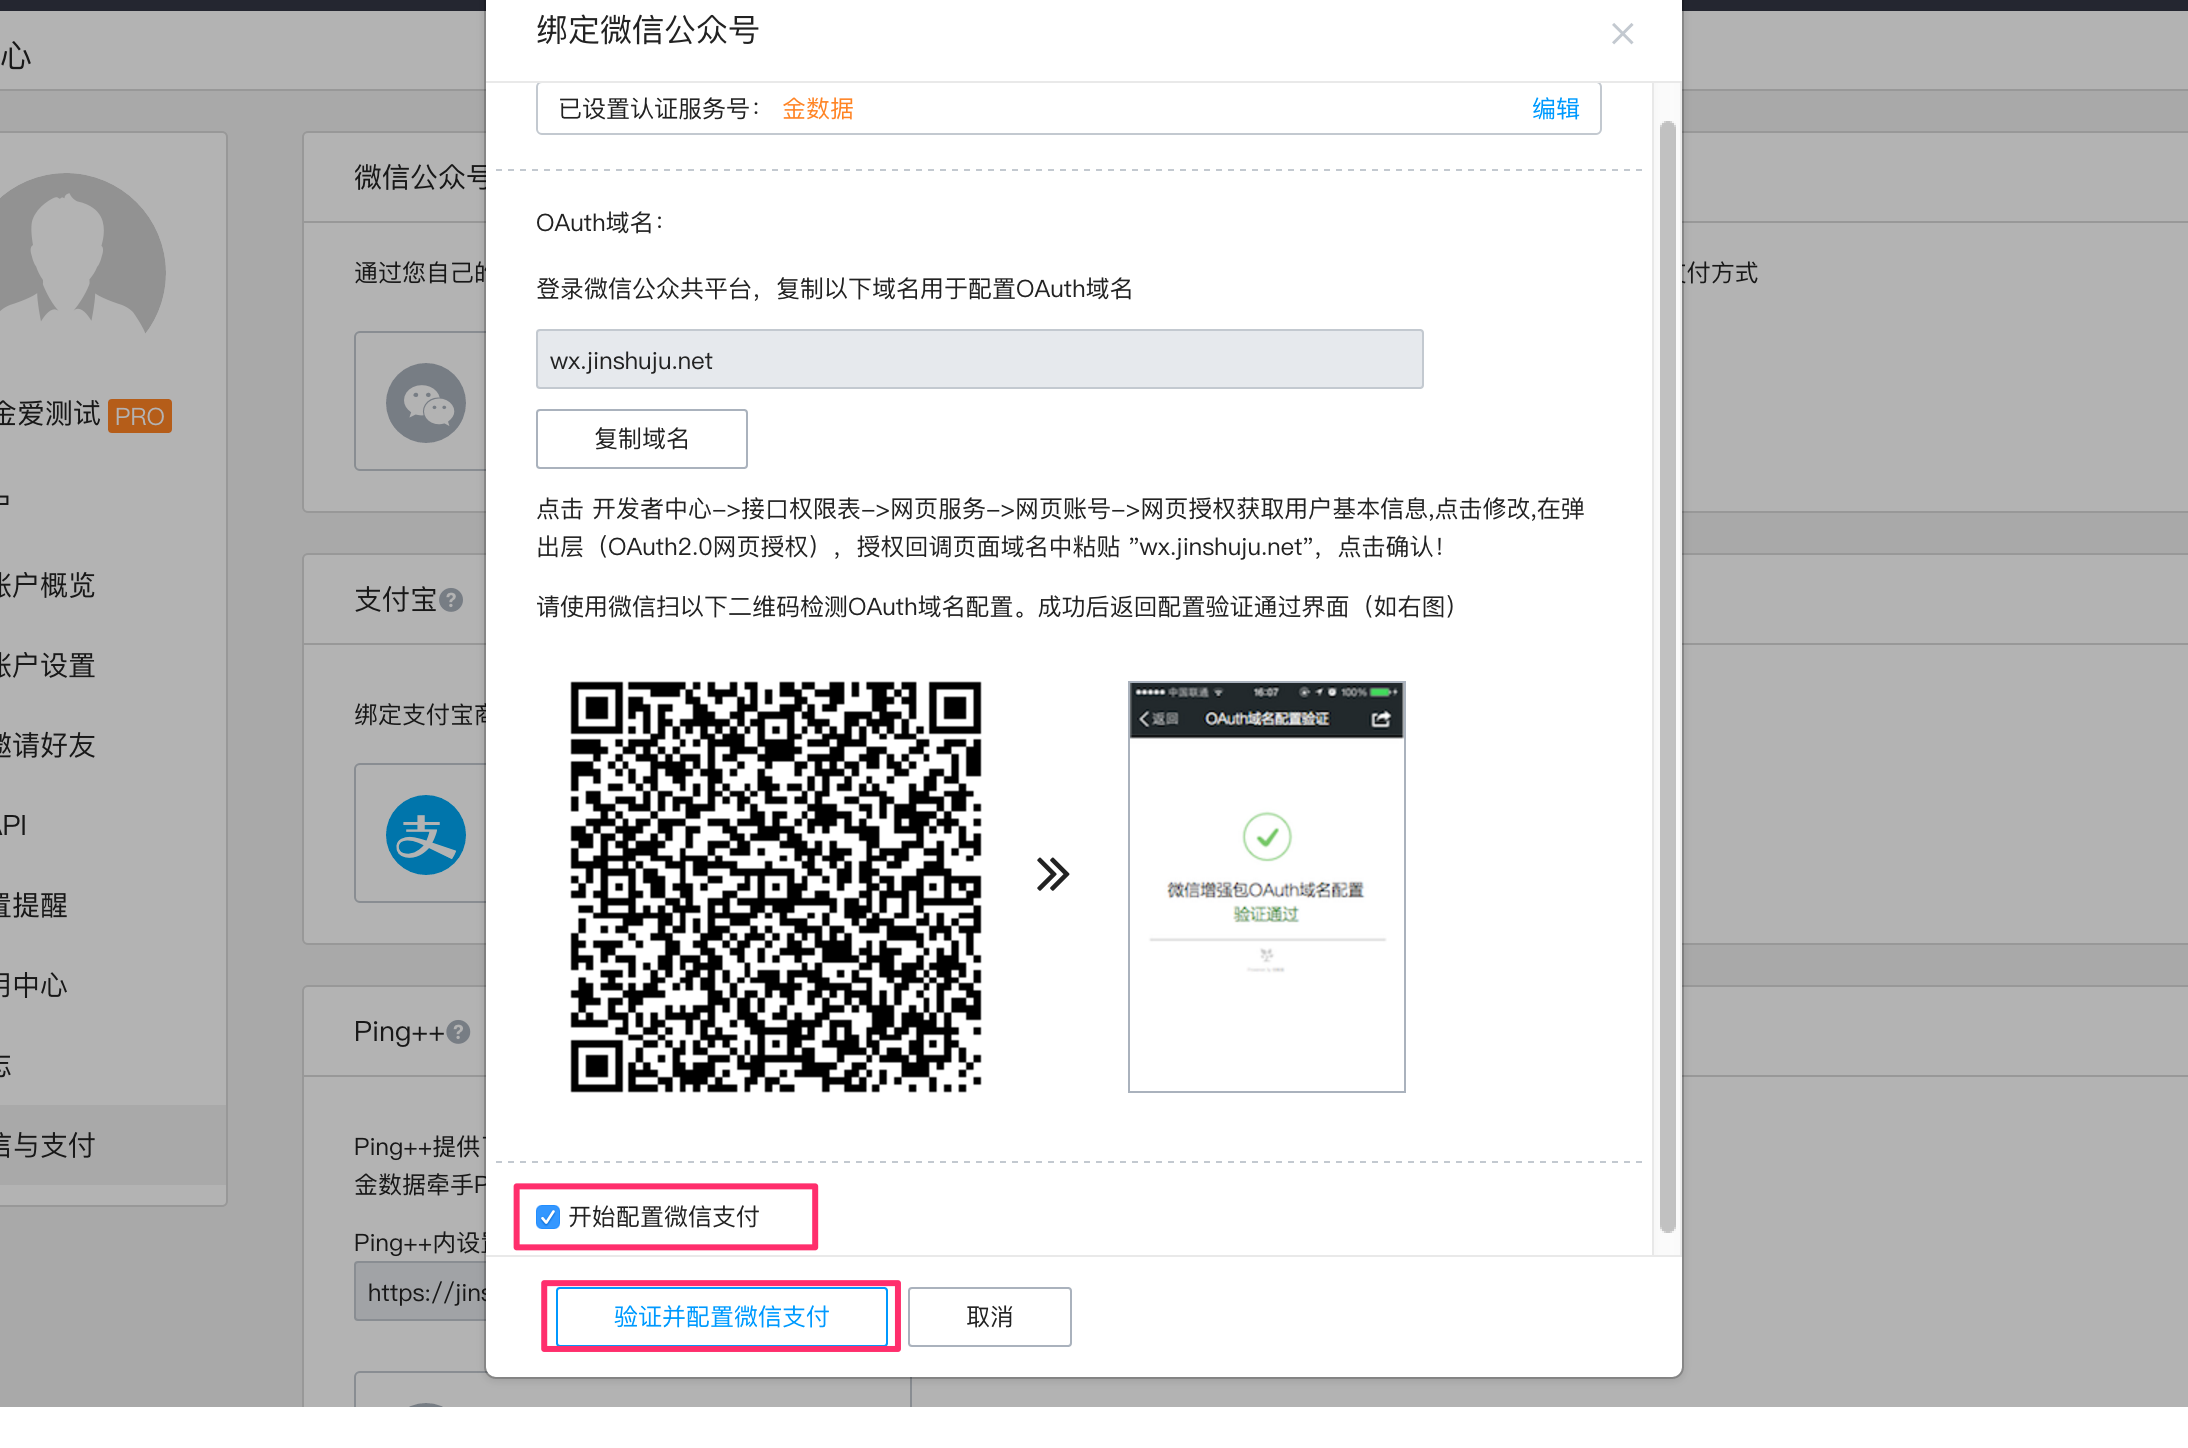 绑定微信公众号
已设置认证服务号： 金数据 编辑
OAuth域名：
登录微信公众共平台，复制以下域名用于配置OAuth域名
wx.jinshuju.net
复制域名
点击 开发者中心->接口权限表->网页服务->网页账号->网页授权获取用户基本信息,点击修改,在弹
出层（OAuth2.0网页授权），授权回调页面域名中粘贴 ”wx.jinshuju.net”，点击确认！
请使用微信扫以下二维码检测OAuth域名配置。成功后返回配置验证通过界面（如右图）
中国联通 16:07 100%
返回 OAuth域名配置验证
微信增强包OAuth域名配置
验证通过
开始配置微信支付
验证并配置微信支付 取消
心
金爱测试 PRO
账户概览
账户设置
邀请好友
API
置提醒
用中心
志
信与支付
微信公众号
通过您自己的
付方式
支付宝
绑定支付宝商
支
Ping++
Ping++提供
金数据牵手P
Ping++内设置
https://jins